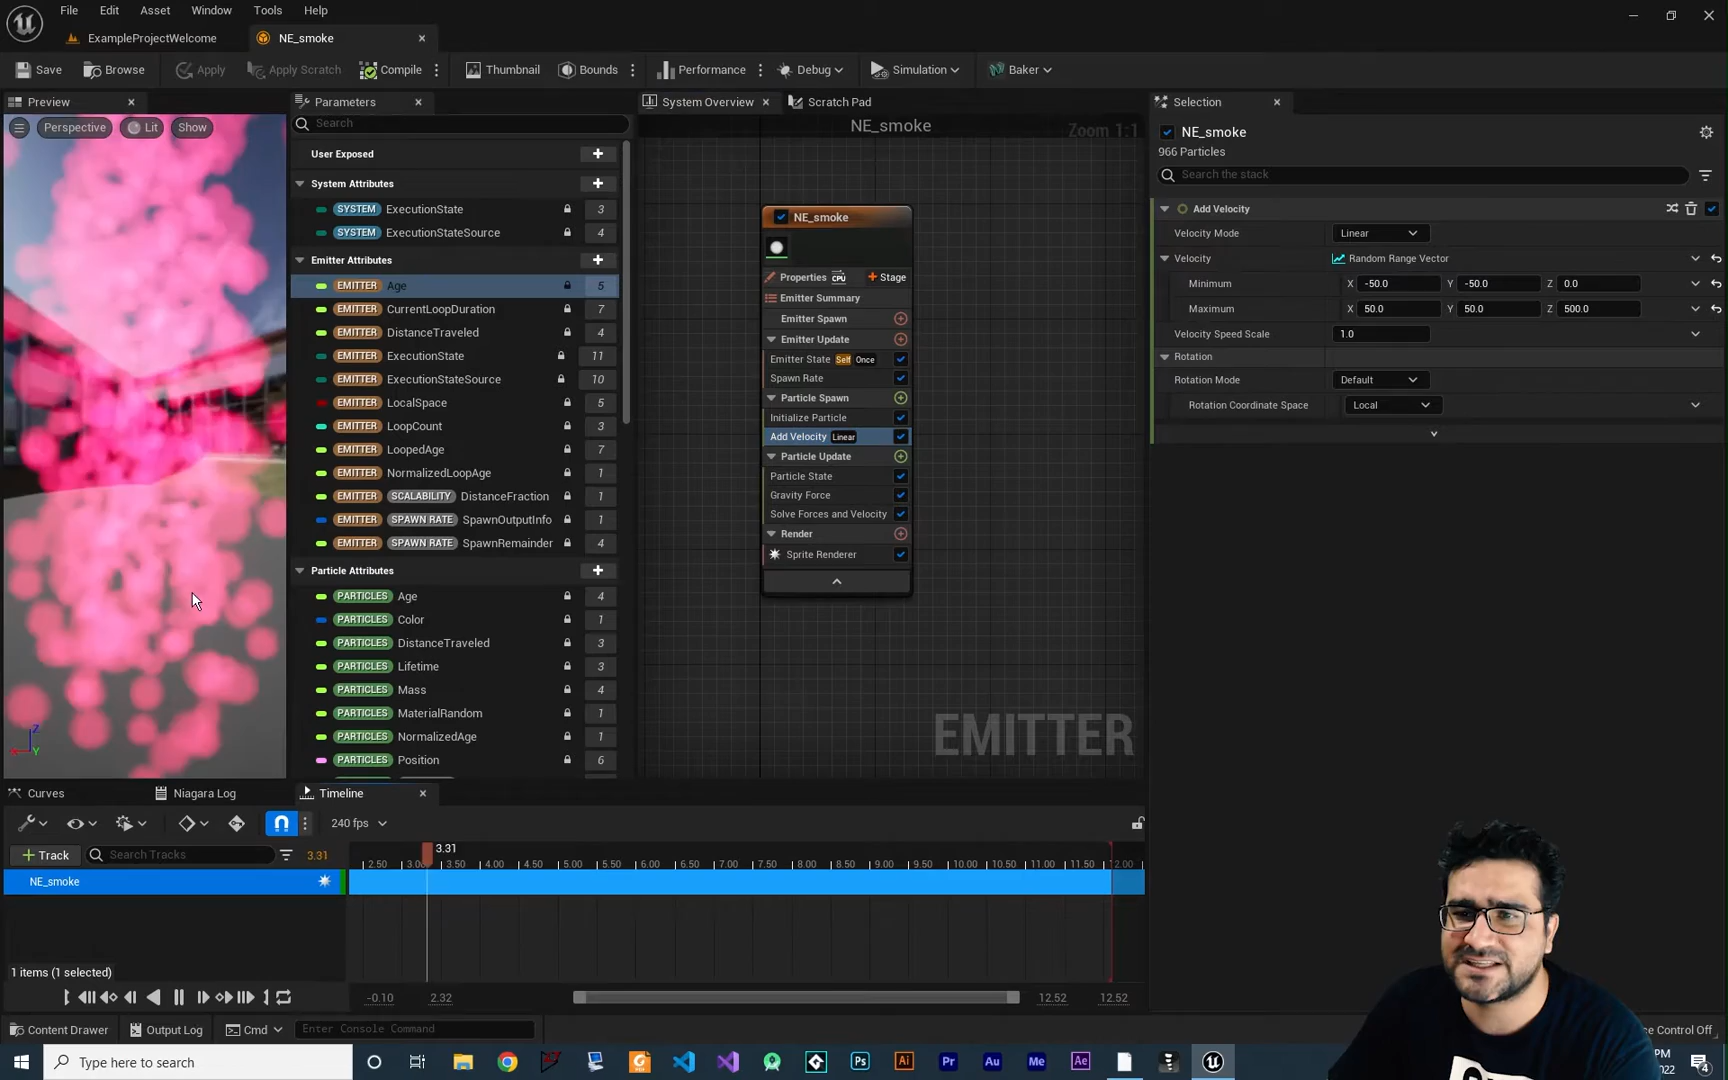 File Edit Asset Window Tools Help
ExampleProjectWelcome NE_smoke
Save Browse Apply Apply Scratch Compile Thumbnail Bounds Performance Debug Simulation Baker
Preview Parameters System Overview Scratch Pad Selection
Perspective Lit Show
Search
NE_smoke
Zoom 1:1
NE_smoke
966 Particles
Search the stack
User Exposed
System Attributes
SYSTEM ExecutionState 3
SYSTEM ExecutionStateSource 4
Emitter Attributes
EMITTER Age 5
EMITTER CurrentLoopDuration 7
EMITTER DistanceTraveled 4
EMITTER ExecutionState 11
EMITTER ExecutionStateSource 10
EMITTER LocalSpace 5
EMITTER LoopCount 3
EMITTER LoopedAge 7
EMITTER NormalizedLoopAge 1
EMITTER SCALABILITY DistanceFraction 1
EMITTER SPAWN RATE SpawnOutputInfo 1
EMITTER SPAWN RATE SpawnRemainder 4
Particle Attributes
PARTICLES Age 4
PARTICLES Color 1
PARTICLES DistanceTraveled 3
PARTICLES Lifetime 3
PARTICLES Mass 4
PARTICLES MaterialRandom 1
PARTICLES NormalizedAge 1
PARTICLES Position 6
NE_smoke
Properties CPU Stage
Emitter Summary
Emitter Spawn
Emitter Update
Emitter State Self Once
Spawn Rate
Particle Spawn
Initialize Particle
Add Velocity Linear
Particle Update
Particle State
Gravity Force
Solve Forces and Velocity
Render
Sprite Renderer
EMITTER
Add Velocity
Velocity Mode Linear
Velocity Random Range Vector
Minimum X -50.0 Y -50.0 Z 0.0
Maximum X 50.0 Y 50.0 Z 500.0
Velocity Speed Scale 1.0
Rotation
Rotation Mode Default
Rotation Coordinate Space Local
Z
X Y
Curves Niagara Log Timeline
240 fps
Track Search Tracks 3.31
3.31
2.50 3.00 3.50 4.00 4.50 5.00 5.50 6.00 6.50 7.00 7.50 8.00 8.50 9.00 9.50 10.00 10.50 11.00 11.50 12.00
NE_smoke
1 items (1 selected)
-0.10 2.32 12.52 12.52
Content Drawer Output Log Cmd Enter Console Command
ce Control Off
Type here to search
Ps Ai Pr Au Me Ae
PM
2022
4